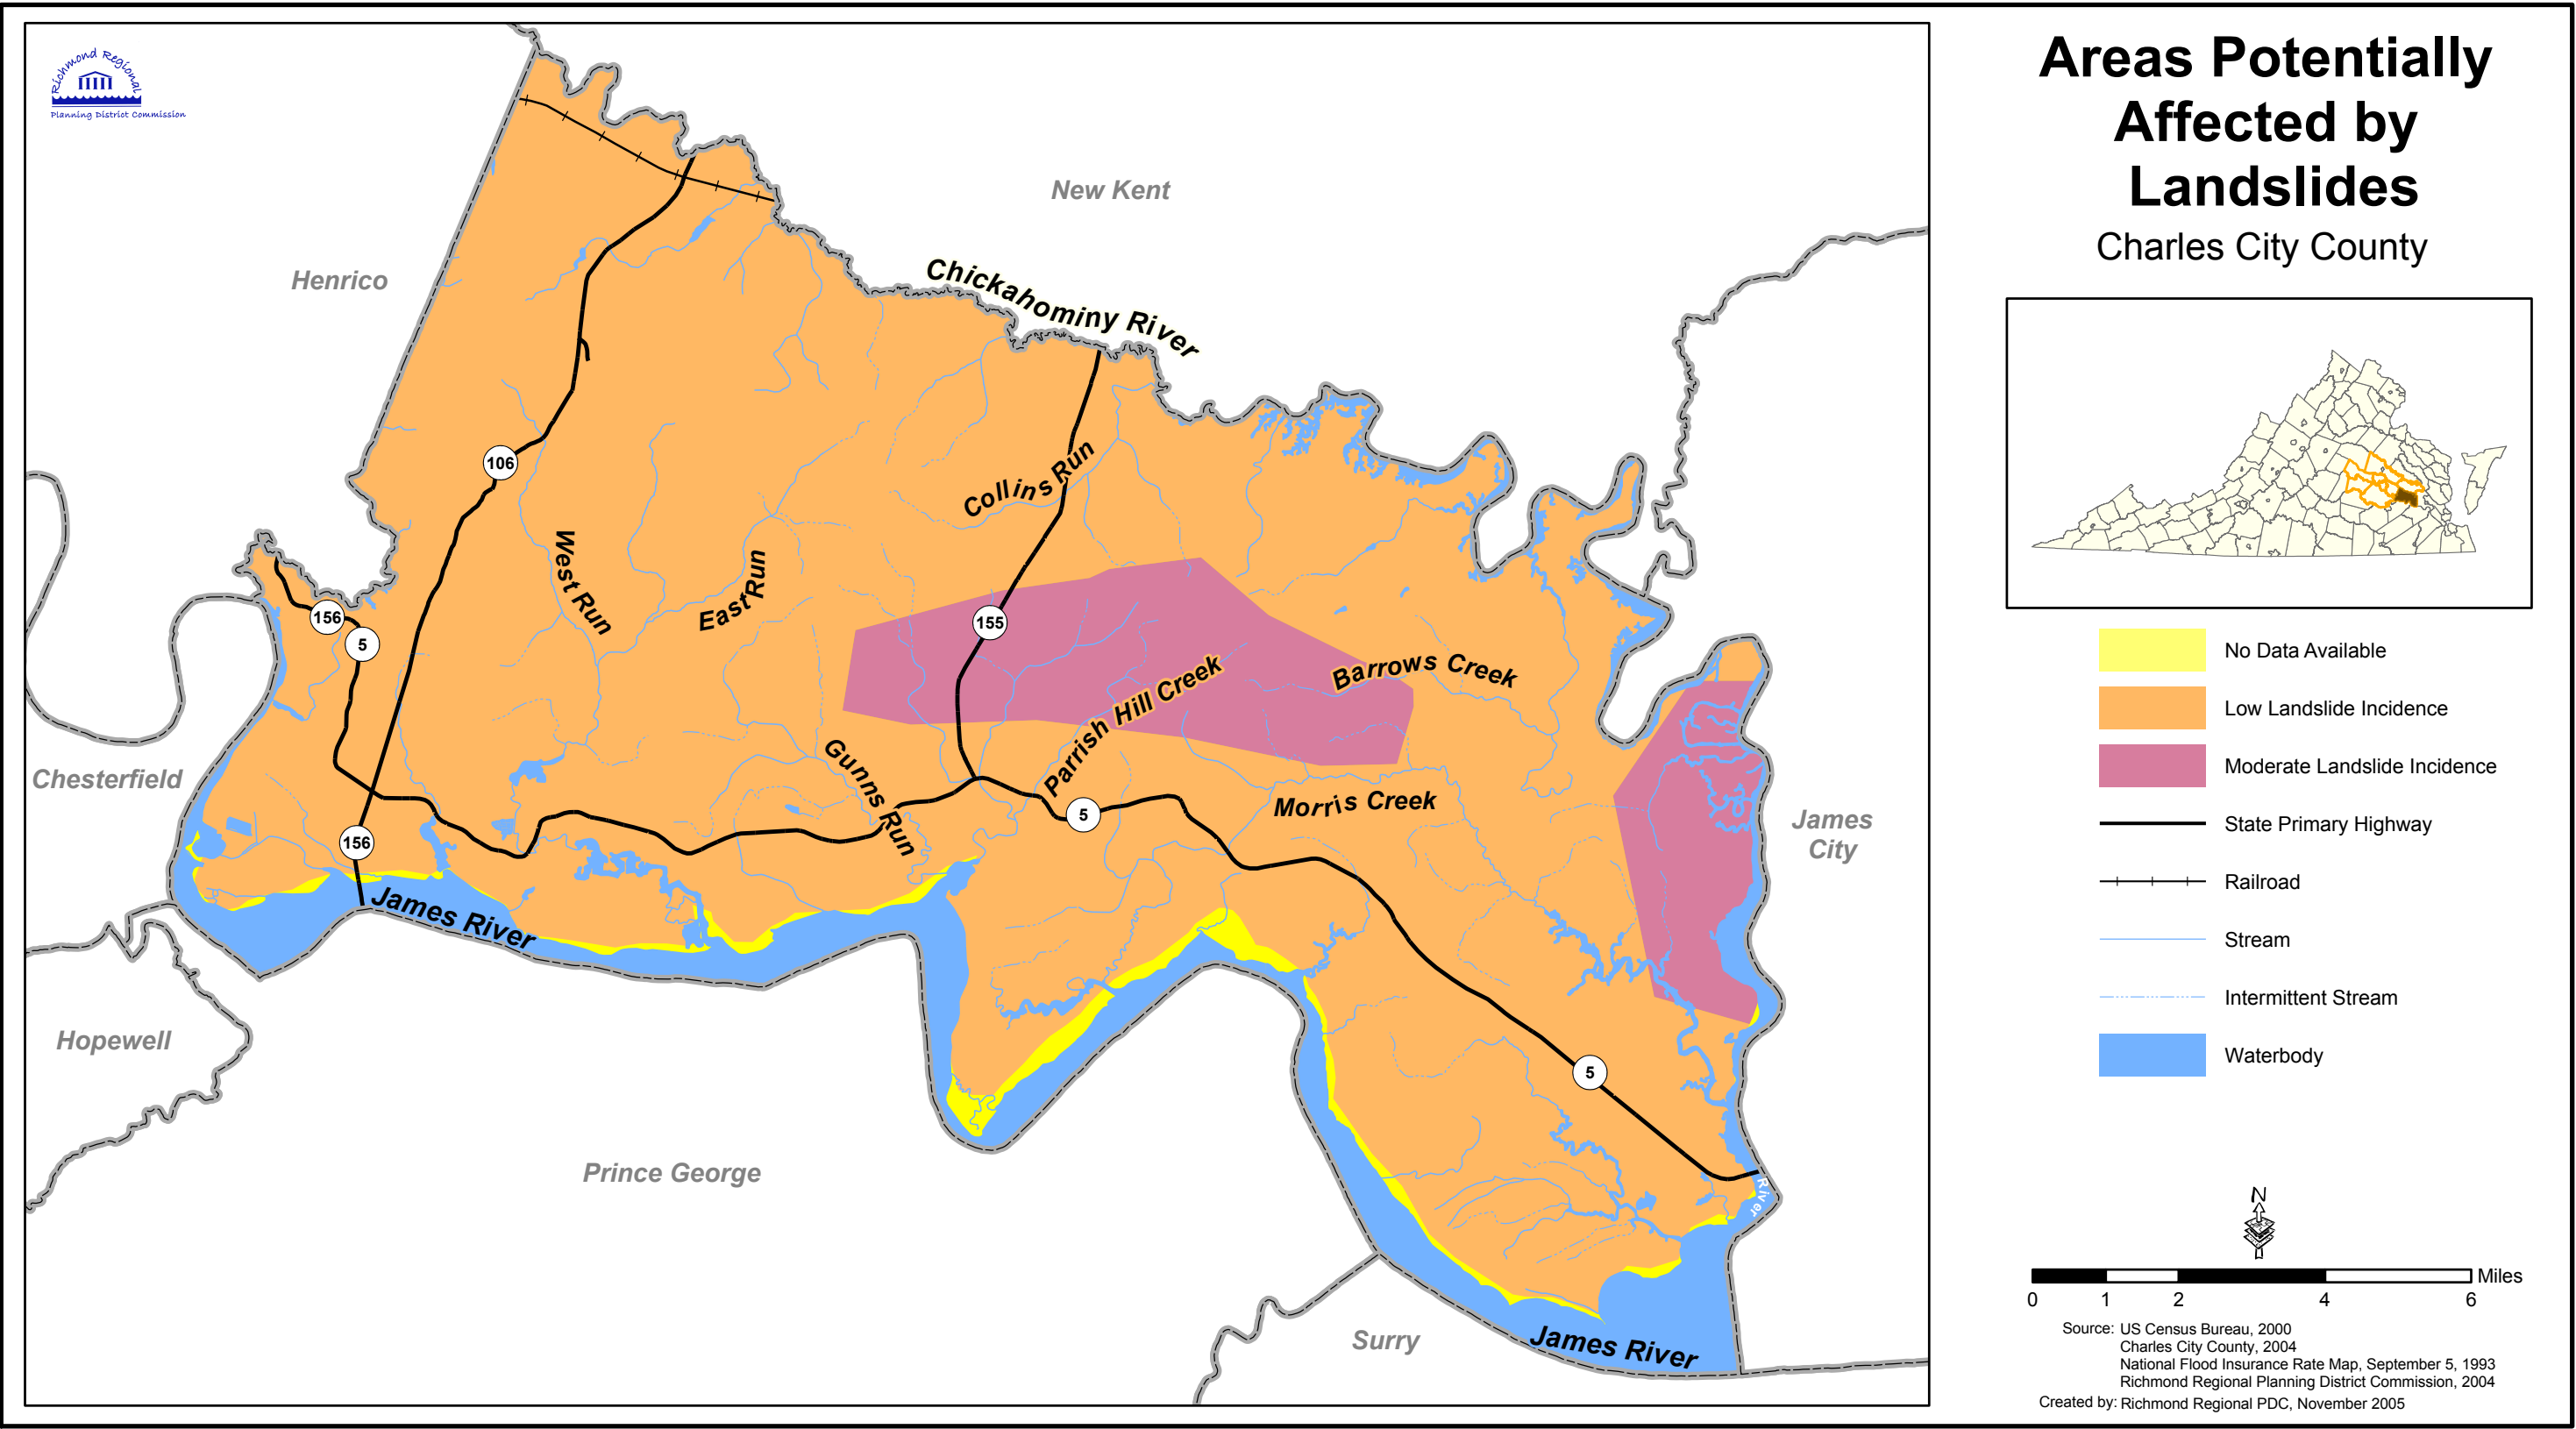 Richmond Regional
Planning District Commission
Areas Potentially
Affected by
Landslides
Charles City County
New Kent
Henrico
Chickahominy River
Collins Run
106
West Run
East Run
156
5
155
Parrish Hill Creek
Barrows Creek
Gunns Run
Morris Creek
5
Chesterfield
156
James River
James
City
Hopewell
Prince George
5
River
Surry
James River
No Data Available
Low Landslide Incidence
Moderate Landslide Incidence
State Primary Highway
Railroad
Stream
Intermittent Stream
Waterbody
N
Miles
0 1 2 4 6
Source: US Census Bureau, 2000
Charles City County, 2004
National Flood Insurance Rate Map, September 5, 1993
Richmond Regional Planning District Commission, 2004
Created by: Richmond Regional PDC, November 2005